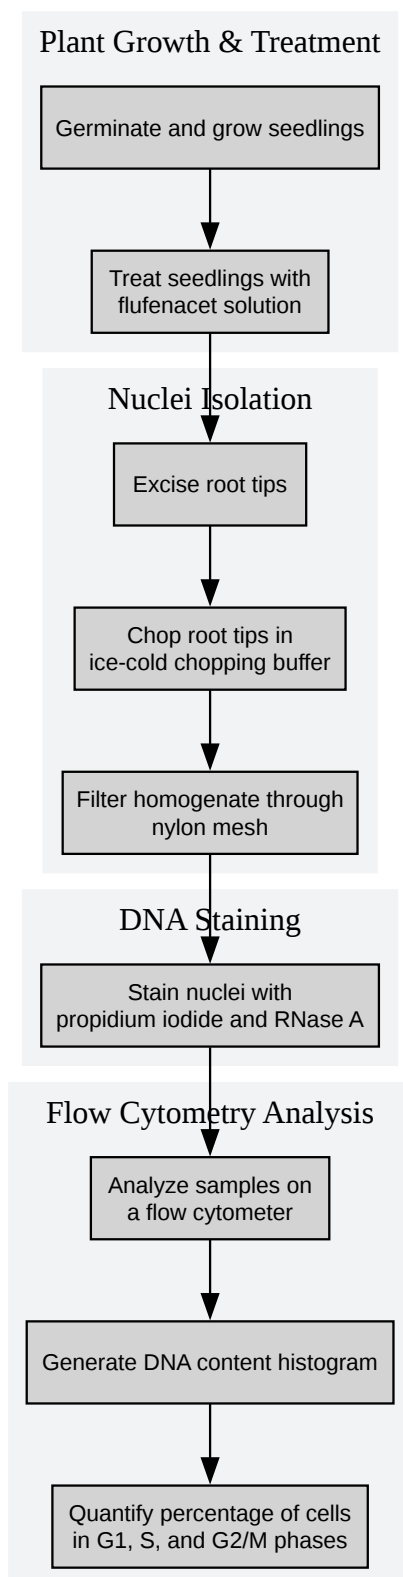 Plant Growth & Treatment
Germinate and grow seedlings
Treat seedlings with
flufenacet solution
Nuclei Isolation
Excise root tips
Chop root tips in
ice-cold chopping buffer
Filter homogenate through
nylon mesh
DNA Staining
Stain nuclei with
propidium iodide and RNase A
Flow Cytometry Analysis
Analyze samples on
a flow cytometer
Generate DNA content histogram
Quantify percentage of cells
in G1, S, and G2/M phases